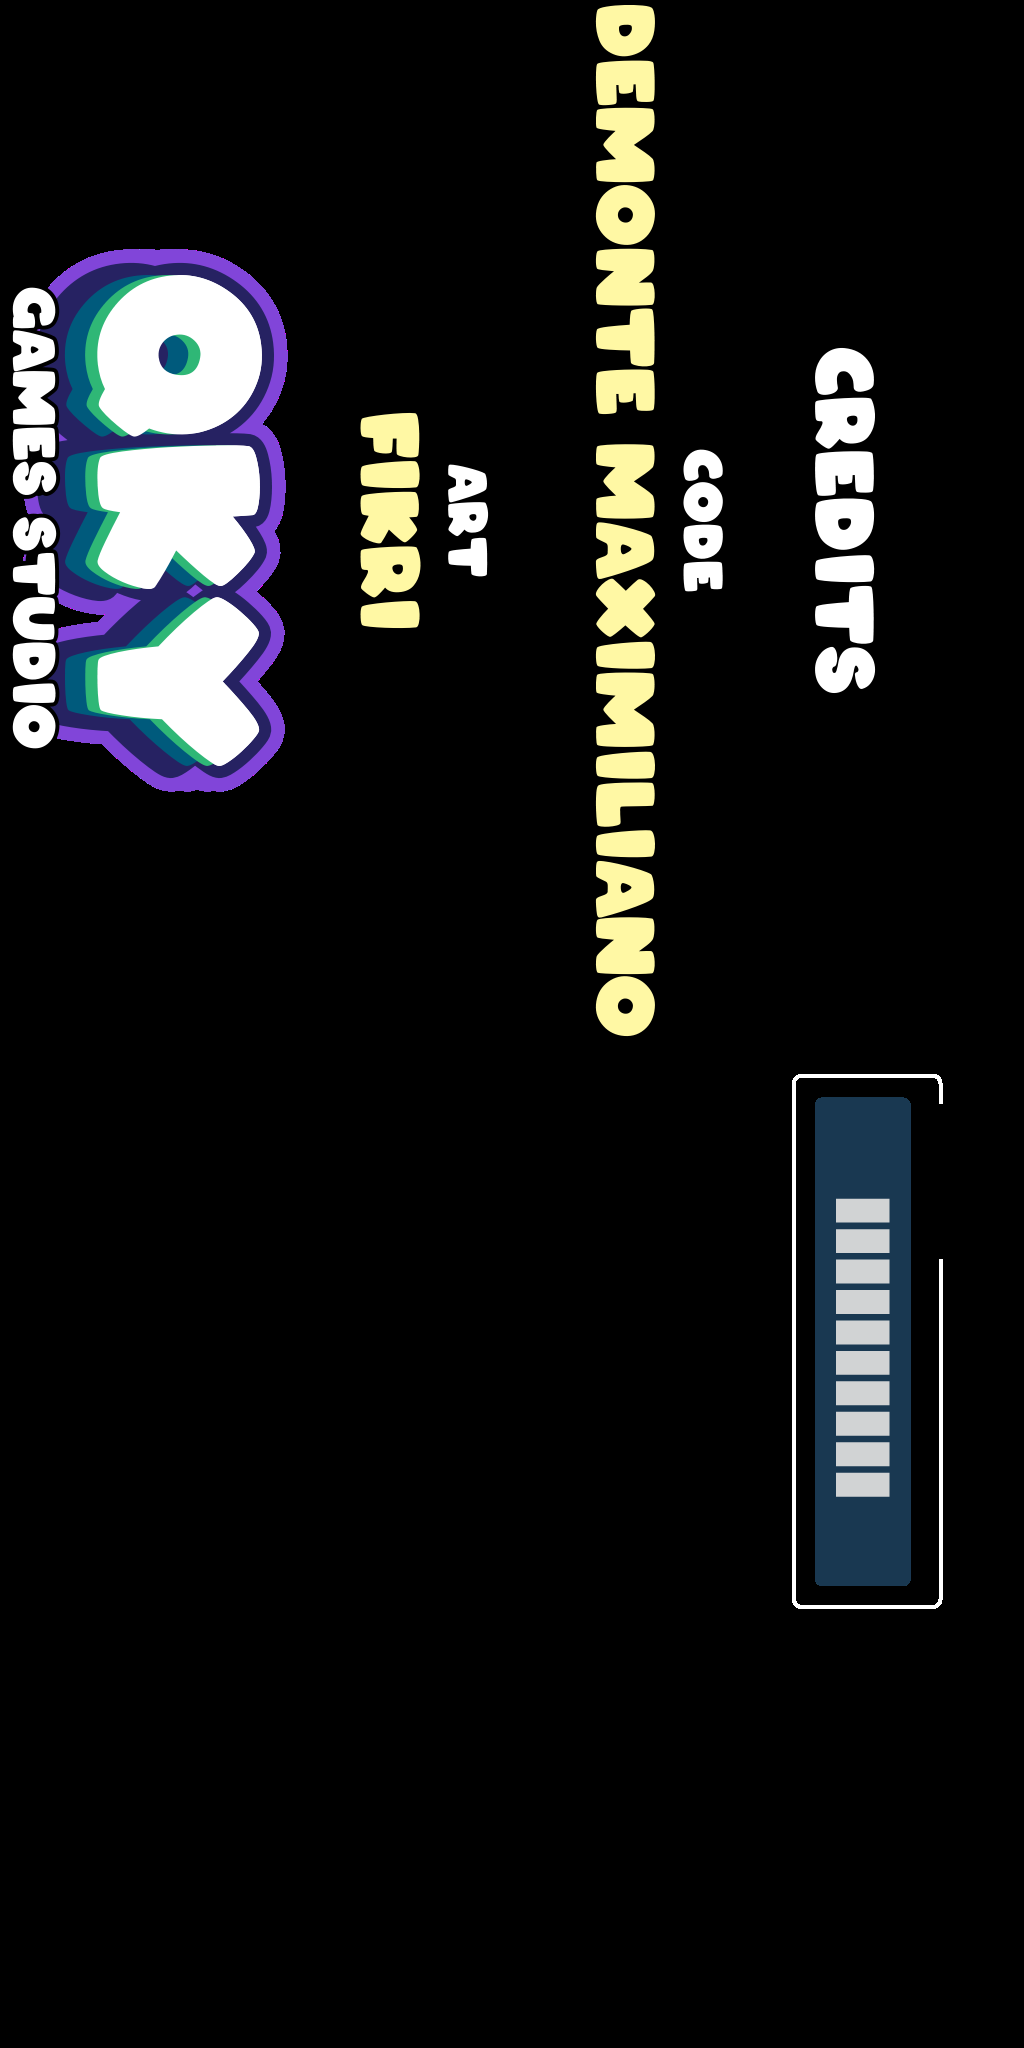 CREDITS
CODE
DEMONTE MAXIMILIANO
ART
FIKRI
QKY
GAMES STUDIO